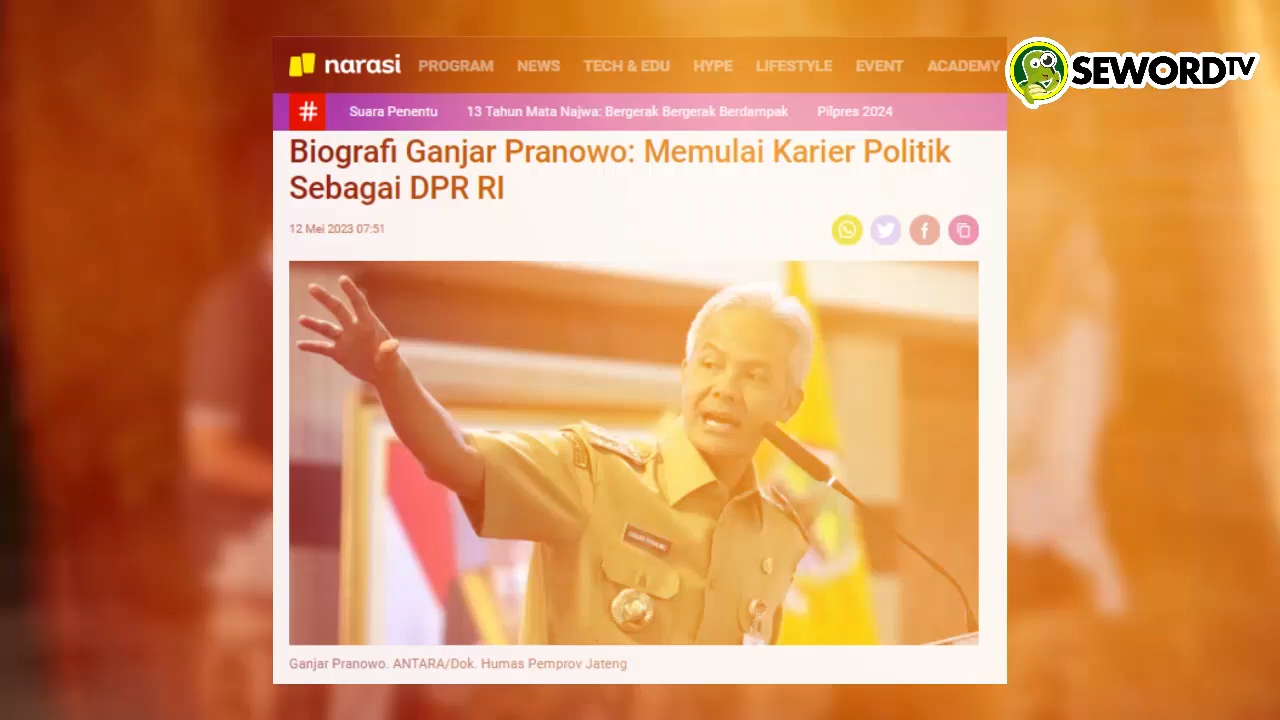 narasi PROGRAM NEWS TECH & EDU HYPE LIFESTYLE EVENT ACADEMY
SEWORDTV
# Suara Penentu 13 Tahun Mata Najwa: Bergerak Bergerak Berdampak Pilpres 2024
Biografi Ganjar Pranowo: Memulai Karier Politik
Sebagai DPR RI
12 Mei 2023 07:51
Ganjar Pranowo. ANTARA/Dok. Humas Pemprov Jateng